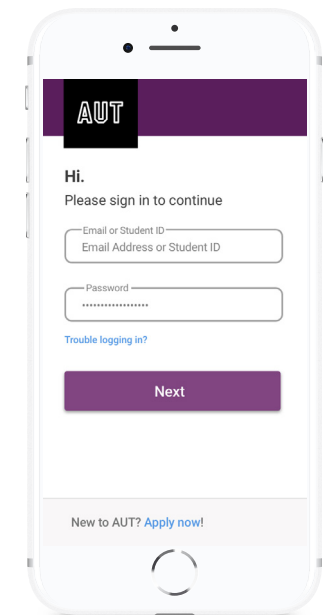 AUT
Hi.
Please sign in to continue
Email or Student ID
Email Address or Student ID
Password
•••••••••••••••••
Trouble logging in?
Next
New to AUT? Apply now!